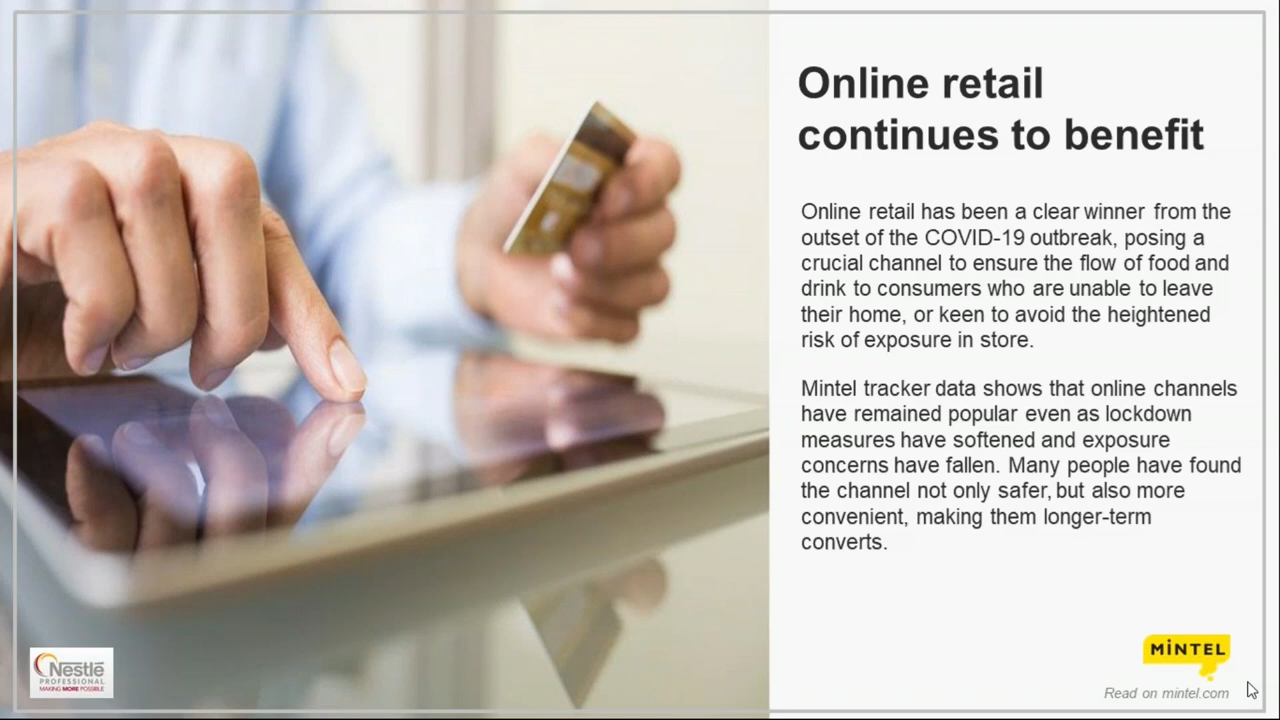 Online retail
continues to benefit
Online retail has been a clear winner from the
outset of the COVID-19 outbreak, posing a
crucial channel to ensure the flow of food and
drink to consumers who are unable to leave
their home, or keen to avoid the heightened
risk of exposure in store.
Mintel tracker data shows that online channels
have remained popular even as lockdown
measures have softened and exposure
concerns have fallen. Many people have found
the channel not only safer, but also more
convenient, making them longer-term
converts.
Nestlé
PROFESSIONAL
MAKING MORE POSSIBLE
MiNTEL
Read on mintel.com